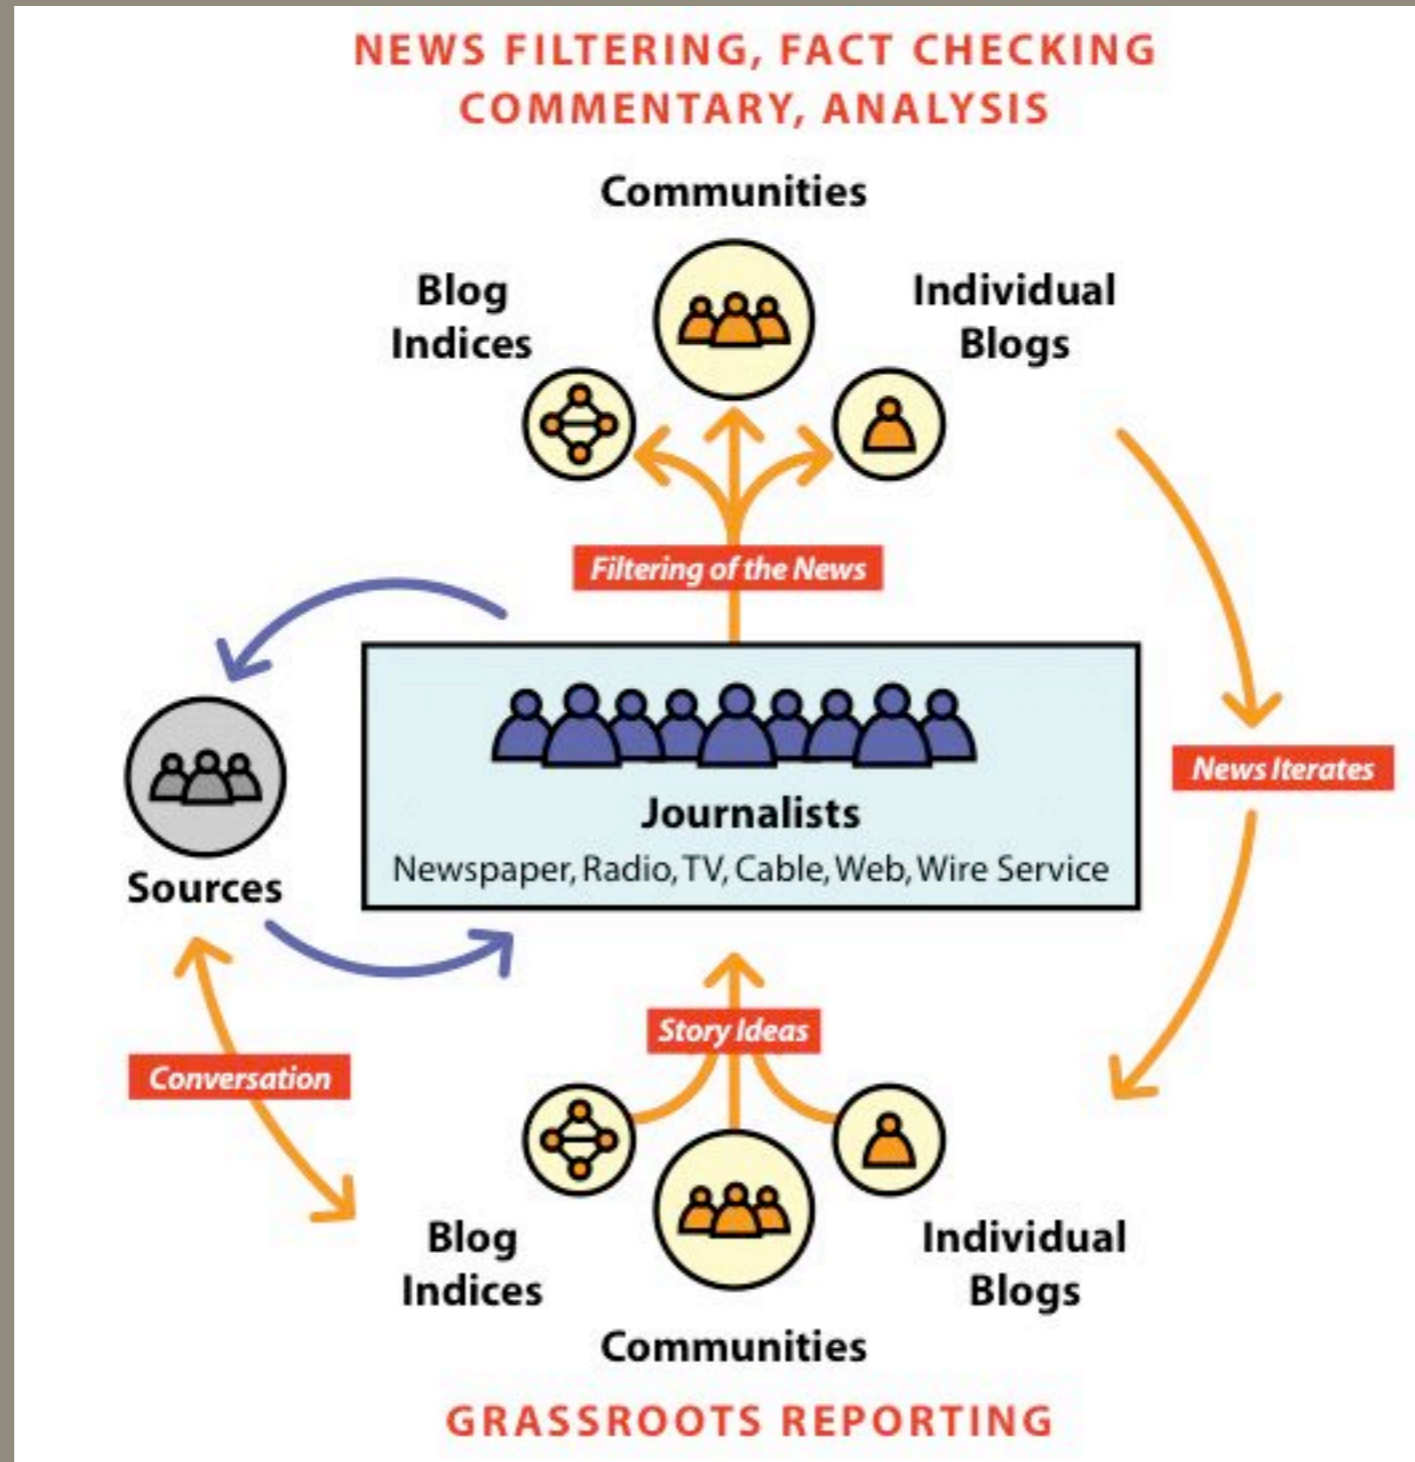 NEWS FILTERING, FACT CHECKING
COMMENTARY, ANALYSIS
Communities
Blog
Indices
Individual
Blogs
Filtering of the News
News Iterates
Journalists
Newspaper, Radio, TV, Cable, Web, Wire Service
Sources
Story Ideas
Conversation
Blog
Indices
Individual
Blogs
Communities
GRASSROOTS REPORTING